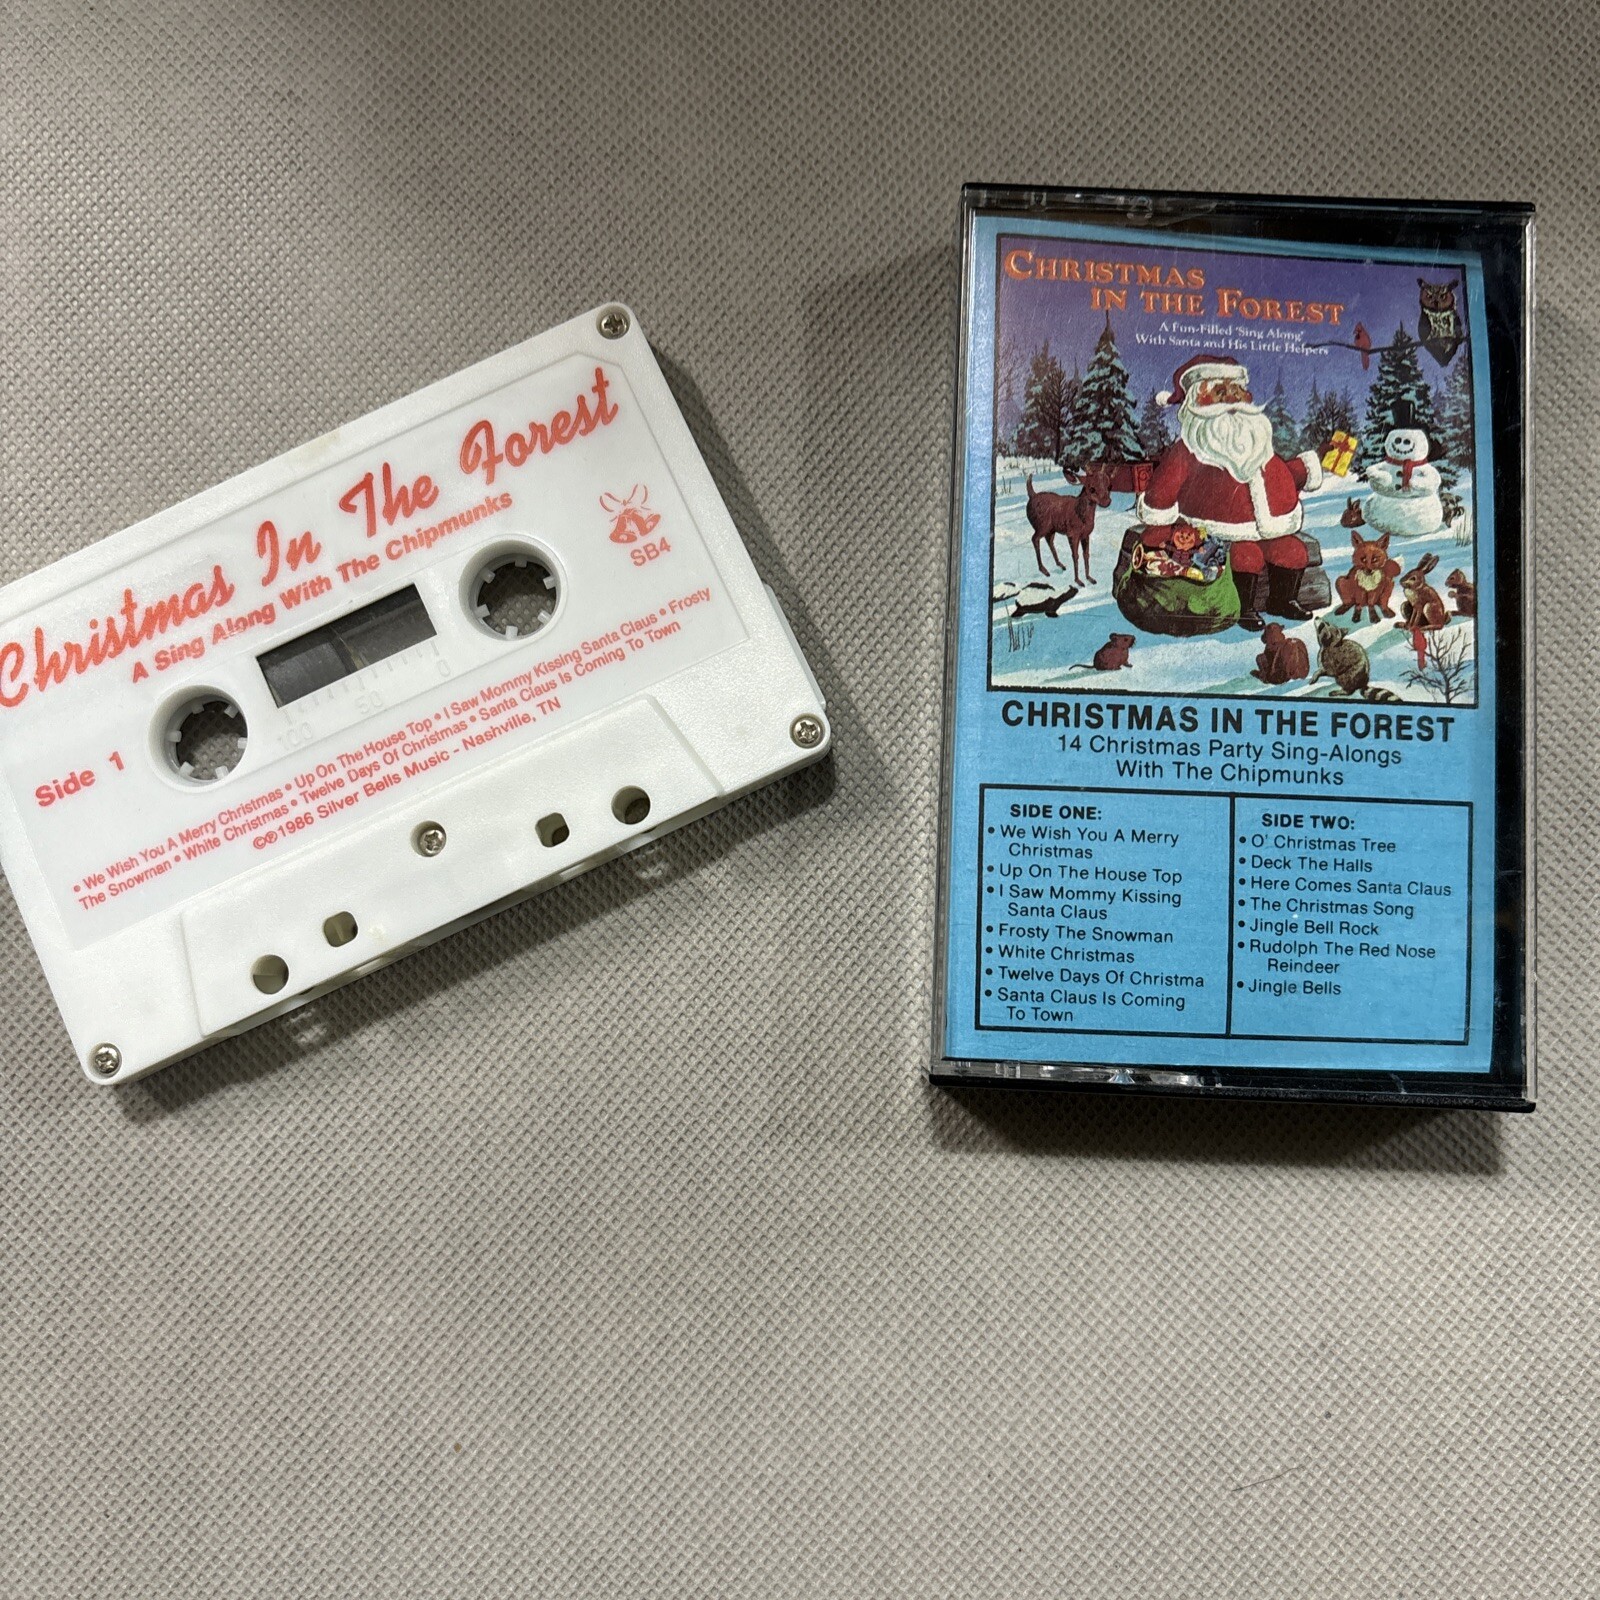 Christmas In The Forest
A Sing Along With The Chipmunks
SB4
Side 1
100 50 0
• We Wish You A Merry Christmas • Up On The House Top • I Saw Mommy Kissing Santa Claus • Frosty
The Snowman • White Christmas • Twelve Days Of Christmas • Santa Claus Is Coming To Town
©℗1986 Silver Bells Music - Nashville, TN
CHRISTMAS
IN THE FOREST
A Fun-Filled 'Sing Along'
With Santa and His Little Helpers
CHRISTMAS IN THE FOREST
14 Christmas Party Sing-Alongs
With The Chipmunks
SIDE ONE:
• We Wish You A Merry
Christmas
• Up On The House Top
• I Saw Mommy Kissing
Santa Claus
• Frosty The Snowman
• White Christmas
• Twelve Days Of Christma
• Santa Claus Is Coming
To Town
SIDE TWO:
• O' Christmas Tree
• Deck The Halls
• Here Comes Santa Claus
• The Christmas Song
• Jingle Bell Rock
• Rudolph The Red Nose
Reindeer
• Jingle Bells